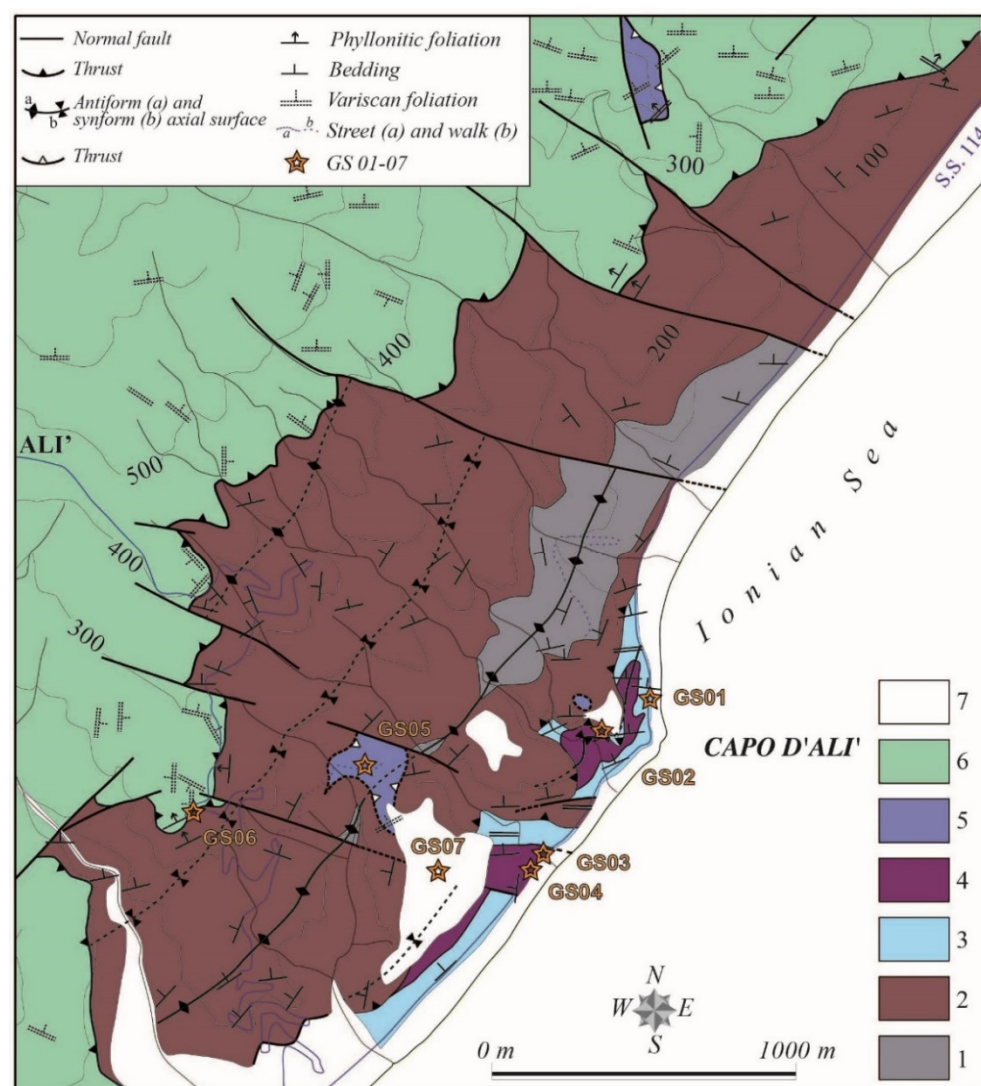 Normal fault
Thrust
a
b
Antiform (a) and
synform (b) axial surface
Thrust
Phyllonitic foliation
Bedding
Variscan foliation
a b
Street (a) and walk (b)
GS 01-07
300
100
S.S. 114
200
400
ALI'
500
400
300
Ionian Sea
GS01
CAPO D'ALI'
GS02
GS05
GS06
GS07
GS03
GS04
7
6
5
4
3
2
1
N
W E
S
0 m 1000 m